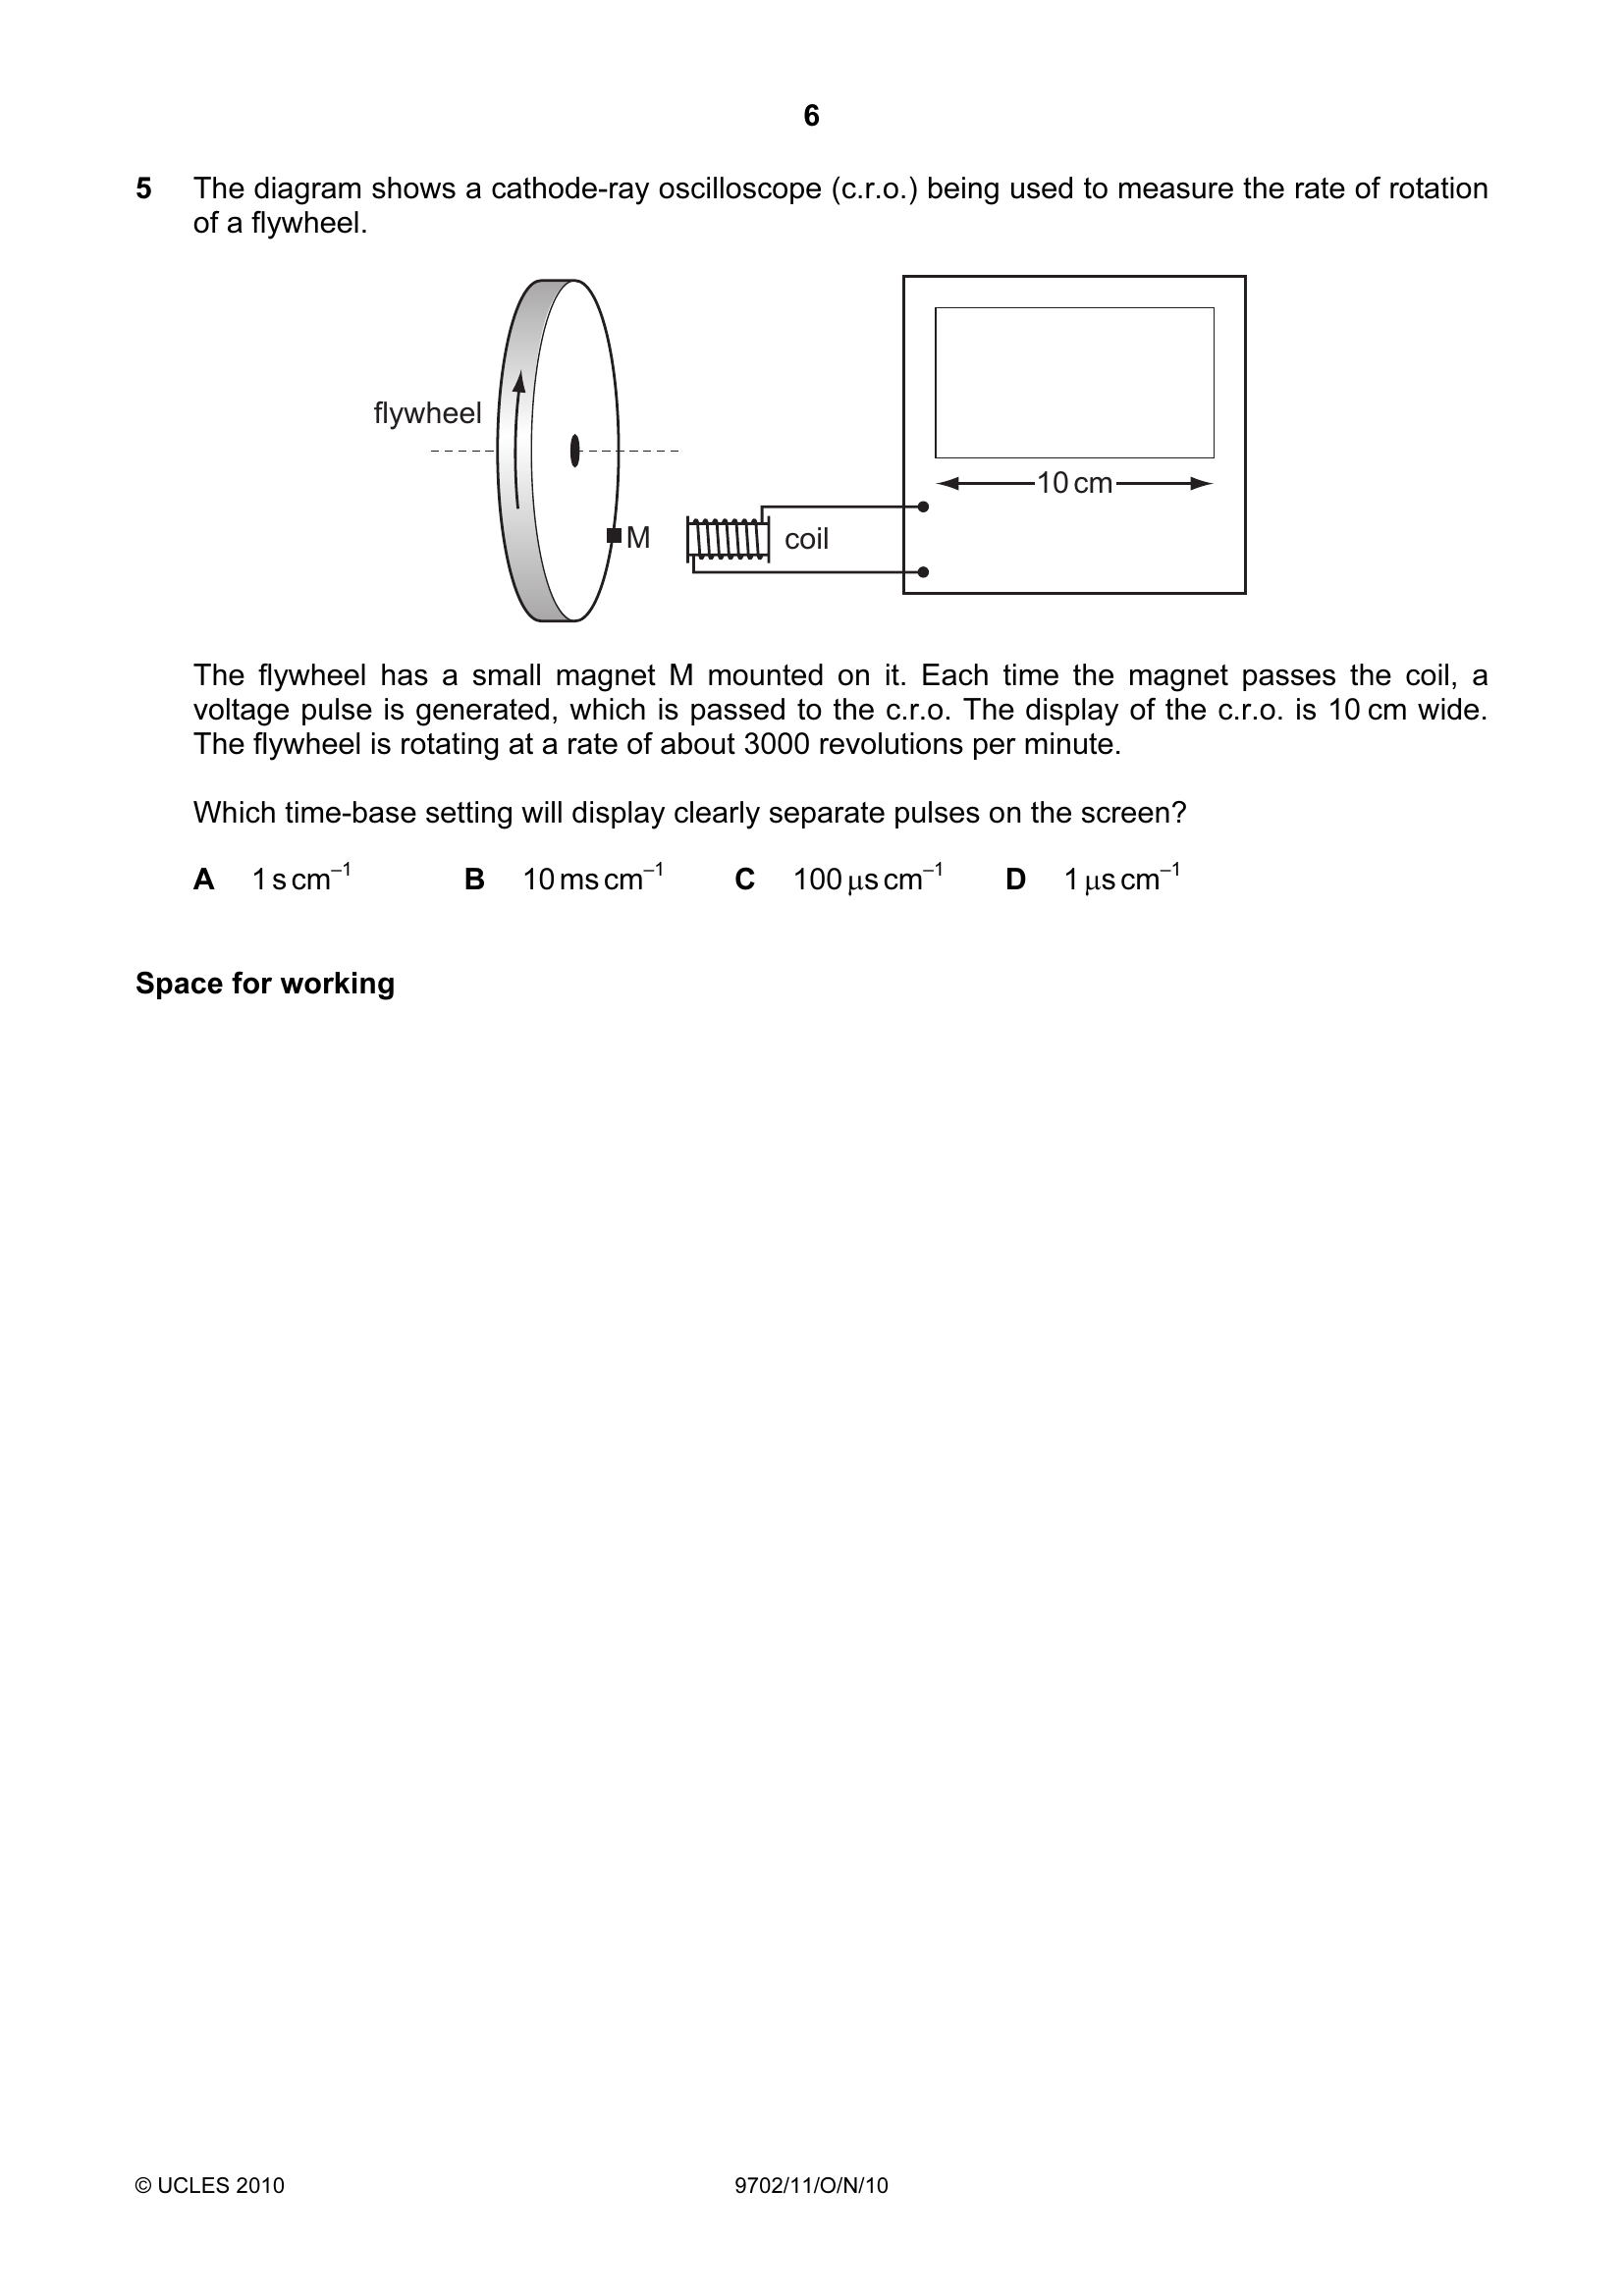 6
5 The diagram shows a cathode-ray oscilloscope (c.r.o.) being used to measure the rate of rotation
of a flywheel.
flywheel
10 cm
M
coil
The flywheel has a small magnet M mounted on it. Each time the magnet passes the coil, a
voltage pulse is generated, which is passed to the c.r.o. The display of the c.r.o. is 10 cm wide.
The flywheel is rotating at a rate of about 3000 revolutions per minute.
Which time-base setting will display clearly separate pulses on the screen?
A 1 s cm⁻¹ B 10 ms cm⁻¹ C 100 μs cm⁻¹ D 1 μs cm⁻¹
Space for working
© UCLES 2010 9702/11/O/N/10